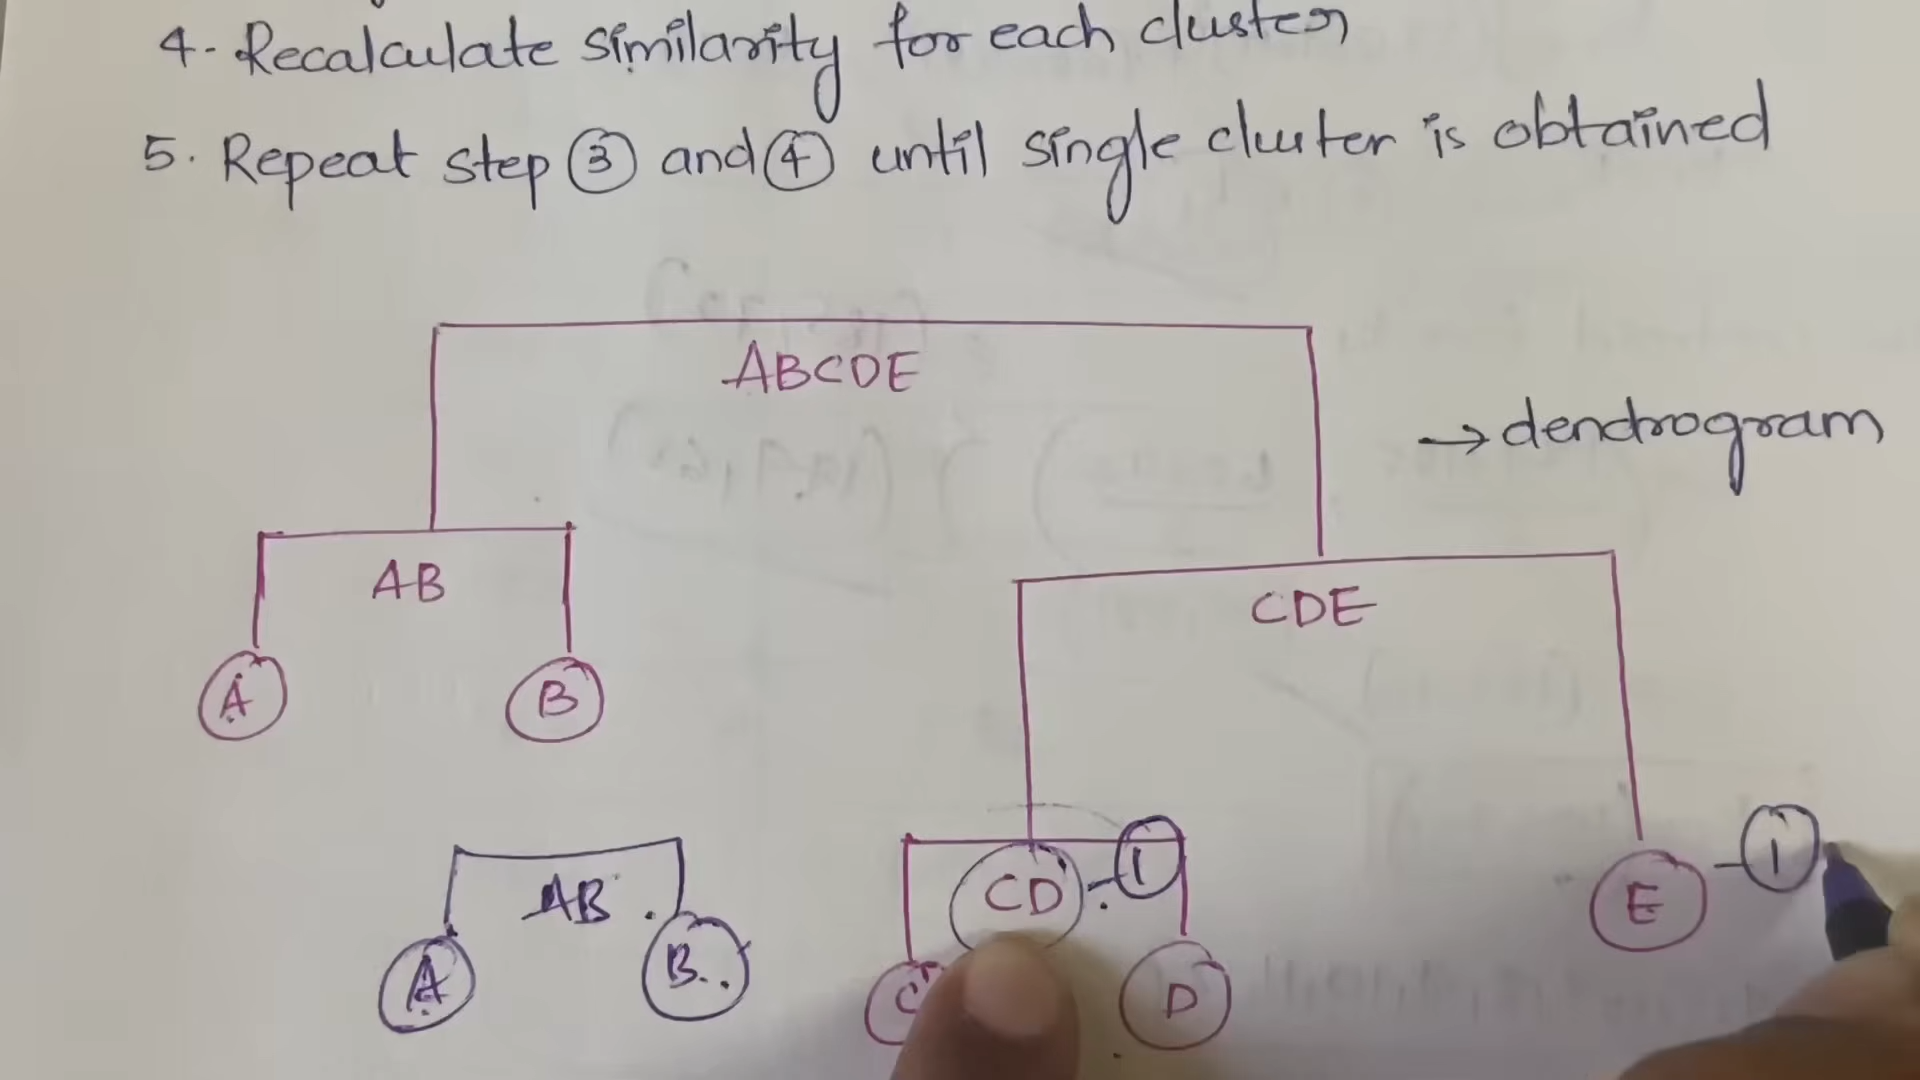 4. Recalculate similarity for each cluster
5. Repeat step ③ and ④ until single cluster is obtained
ABCDE
→ dendrogram
AB
CDE
A
B
AB
CD
1
E
1
A
B
C
D